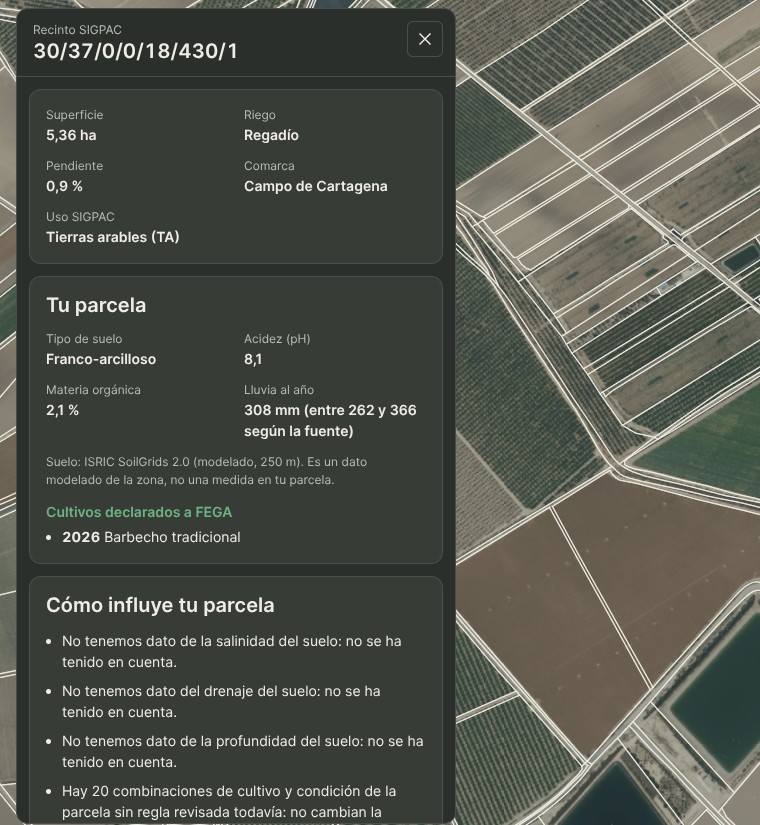 Recinto SIGPAC
30/37/0/0/18/430/1
Superficie
5,36 ha
Riego
Regadío
Pendiente
0,9 %
Comarca
Campo de Cartagena
Uso SIGPAC
Tierras arables (TA)
Tu parcela
Tipo de suelo
Franco-arcilloso
Acidez (pH)
8,1
Materia orgánica
2,1 %
Lluvia al año
308 mm (entre 262 y 366
según la fuente)
Suelo: ISRIC SoilGrids 2.0 (modelado, 250 m). Es un dato
modelado de la zona, no una medida en tu parcela.
Cultivos declarados a FEGA
• 2026 Barbecho tradicional
Cómo influye tu parcela
• No tenemos dato de la salinidad del suelo: no se ha
tenido en cuenta.
• No tenemos dato del drenaje del suelo: no se ha
tenido en cuenta.
• No tenemos dato de la profundidad del suelo: no se ha
tenido en cuenta.
• Hay 20 combinaciones de cultivo y condición de la
parcela sin regla revisada todavía: no cambian la